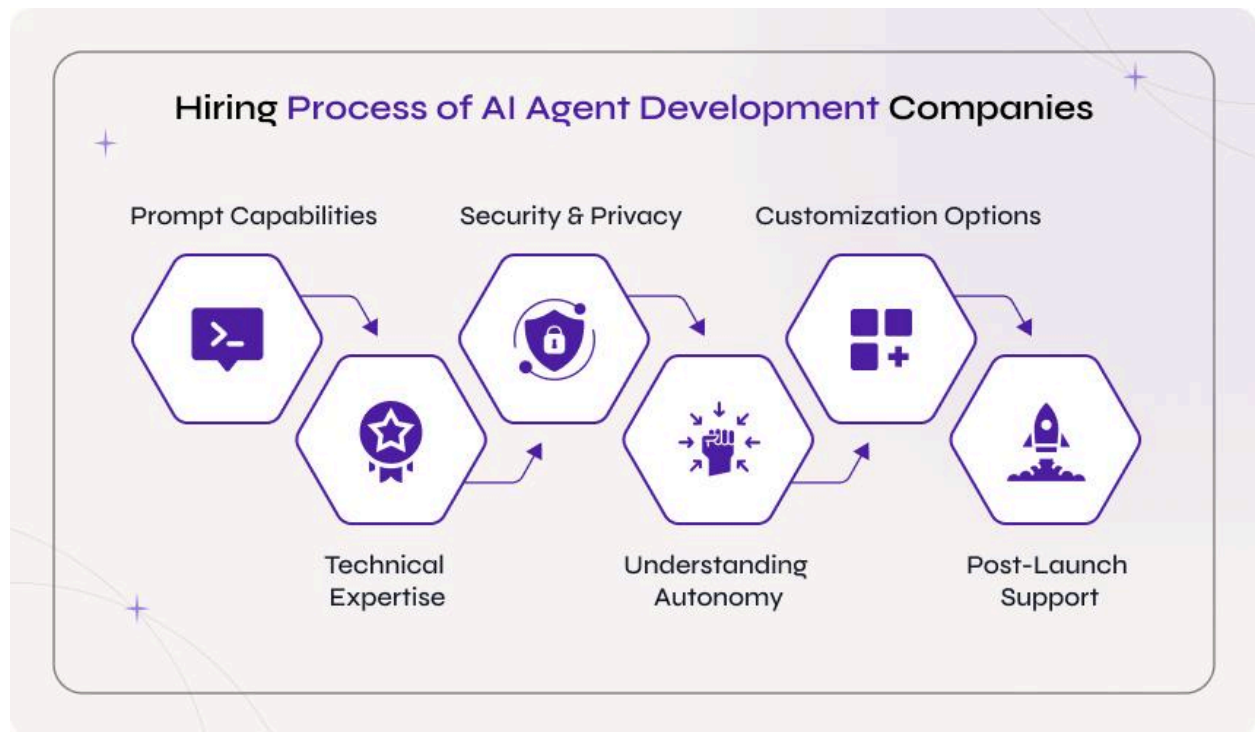 Hiring Process of AI Agent Development Companies
Prompt Capabilities
Security & Privacy
Customization Options
Technical
Expertise
Understanding
Autonomy
Post-Launch
Support